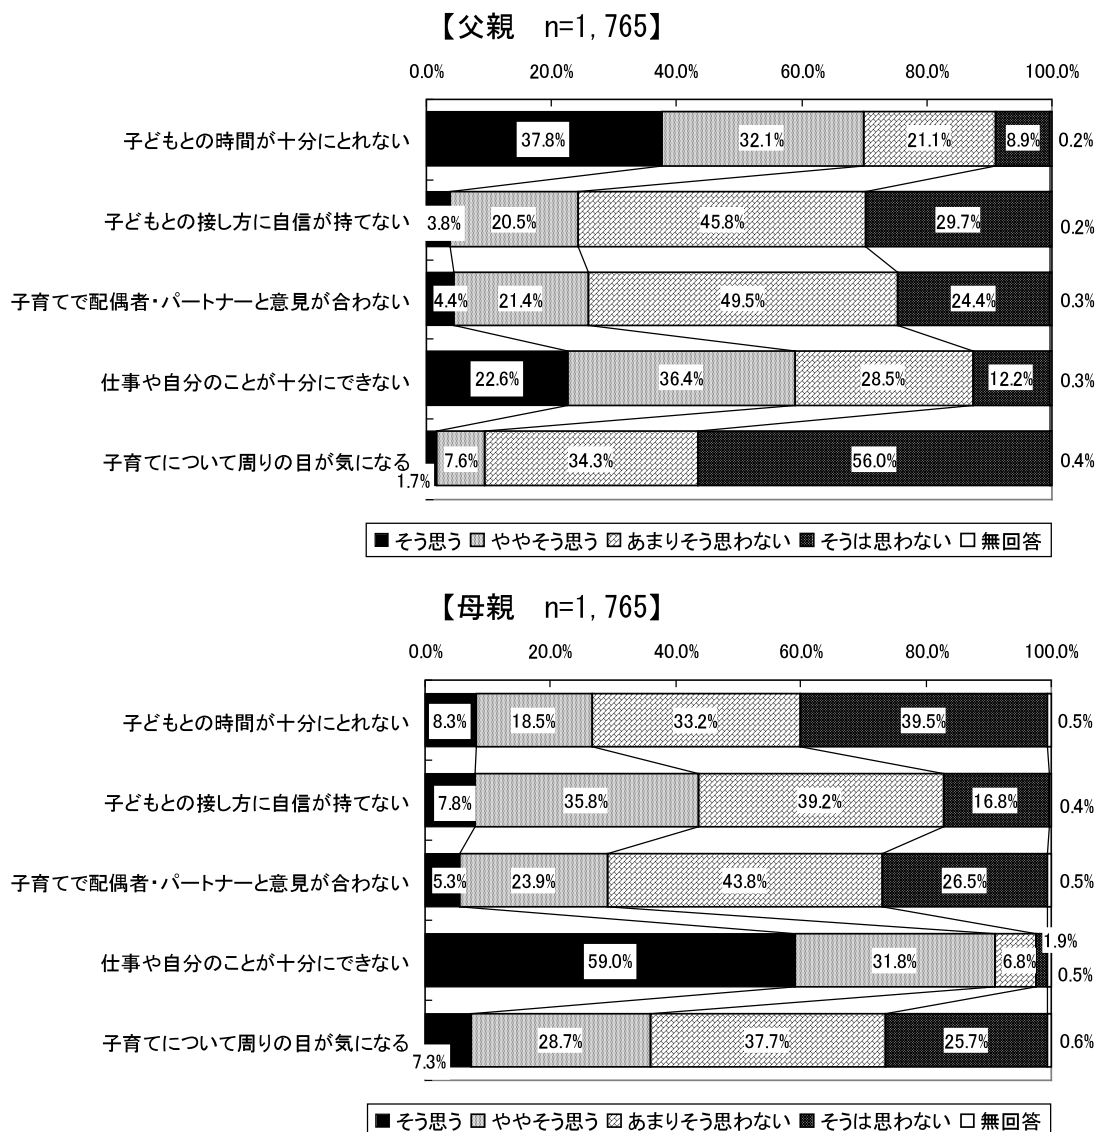 【父親　n=1,765】
0.0% 20.0% 40.0% 60.0% 80.0% 100.0%
子どもとの時間が十分にとれない 37.8% 32.1% 21.1% 8.9% 0.2%
子どもとの接し方に自信が持てない 3.8% 20.5% 45.8% 29.7% 0.2%
子育てで配偶者・パートナーと意見が合わない 4.4% 21.4% 49.5% 24.4% 0.3%
仕事や自分のことが十分にできない 22.6% 36.4% 28.5% 12.2% 0.3%
子育てについて周りの目が気になる 1.7% 7.6% 34.3% 56.0% 0.4%
そう思う ややそう思う あまりそう思わない そうは思わない 無回答
【母親　n=1,765】
0.0% 20.0% 40.0% 60.0% 80.0% 100.0%
子どもとの時間が十分にとれない 8.3% 18.5% 33.2% 39.5% 0.5%
子どもとの接し方に自信が持てない 7.8% 35.8% 39.2% 16.8% 0.4%
子育てで配偶者・パートナーと意見が合わない 5.3% 23.9% 43.8% 26.5% 0.5%
仕事や自分のことが十分にできない 59.0% 31.8% 6.8% 1.9% 0.5%
子育てについて周りの目が気になる 7.3% 28.7% 37.7% 25.7% 0.6%
そう思う ややそう思う あまりそう思わない そうは思わない 無回答